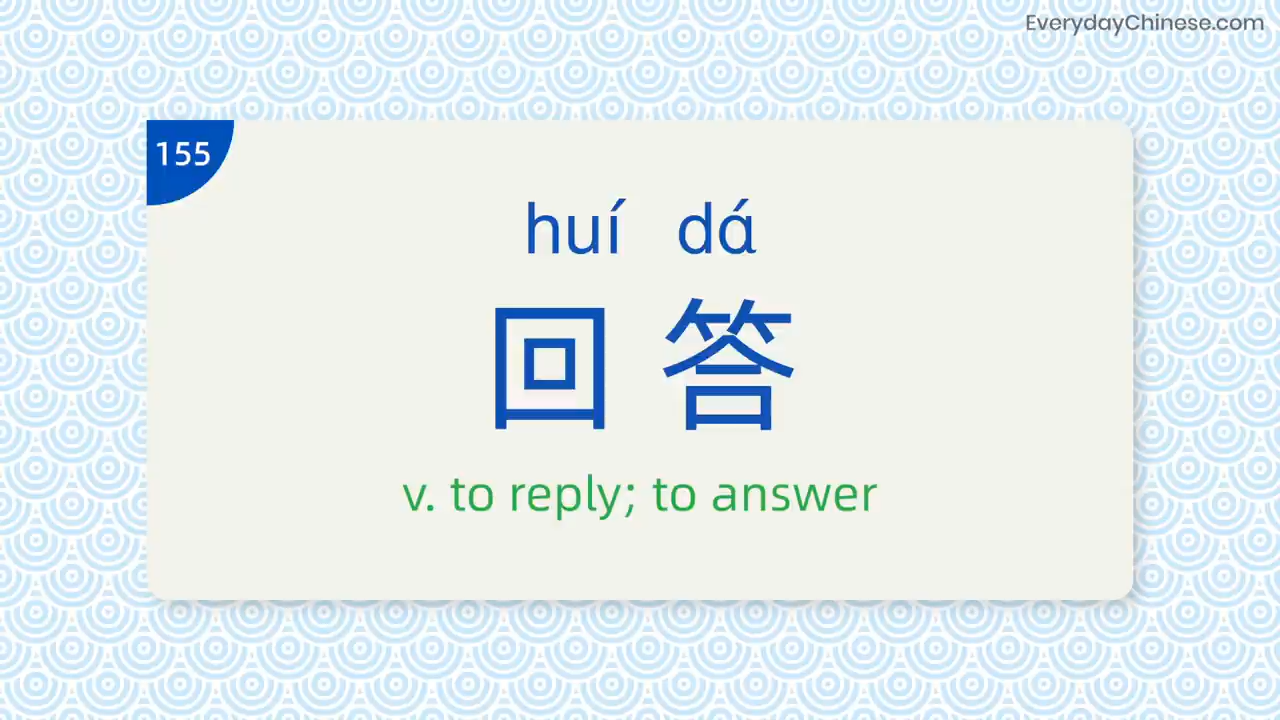 EverydayChinese.com
155
huí dá
回答
v. to reply; to answer